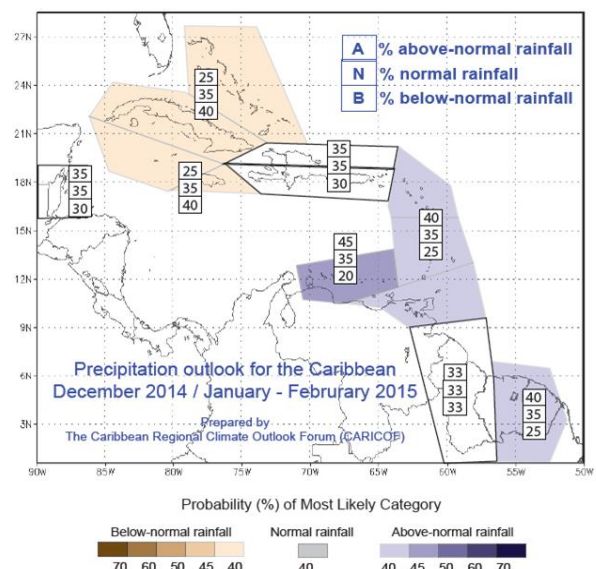 27N
24N
21N
18N
15N
12N
9N
6N
3N
A % above-normal rainfall
N % normal rainfall
B % below-normal rainfall
25
35
40
35
35
30
35
35
30
25
35
40
40
35
25
45
35
20
33
33
33
40
35
25
Precipitation outlook for the Caribbean
December 2014 / January - Februrary 2015
Prepared by
The Caribbean Regional Climate Outlook Forum (CARICOF)
90W 85W 80W 75W 70W 65W 60W 55W 50W
Probability (%) of Most Likely Category
Below-normal rainfall Normal rainfall Above-normal rainfall
70 60 50 45 40 40 40 45 50 60 70